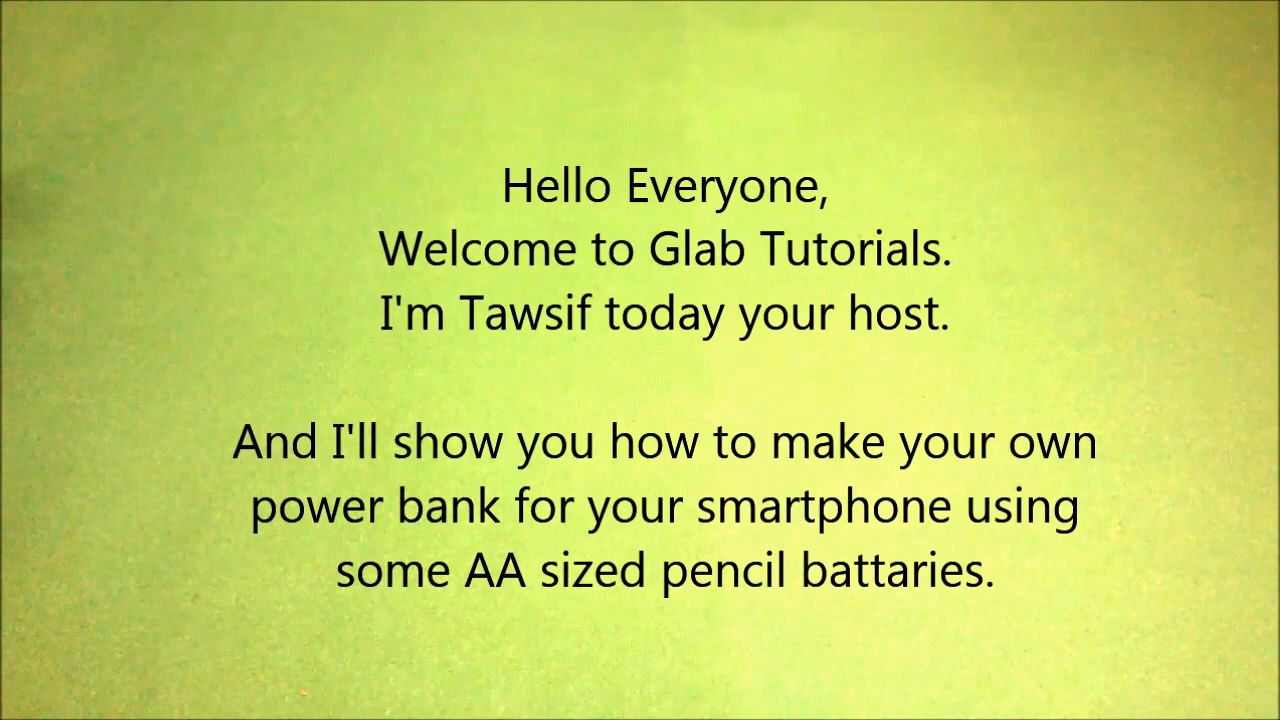 Hello Everyone,
Welcome to Glab Tutorials.
I'm Tawsif today your host.
And I'll show you how to make your own
power bank for your smartphone using
some AA sized pencil battaries.